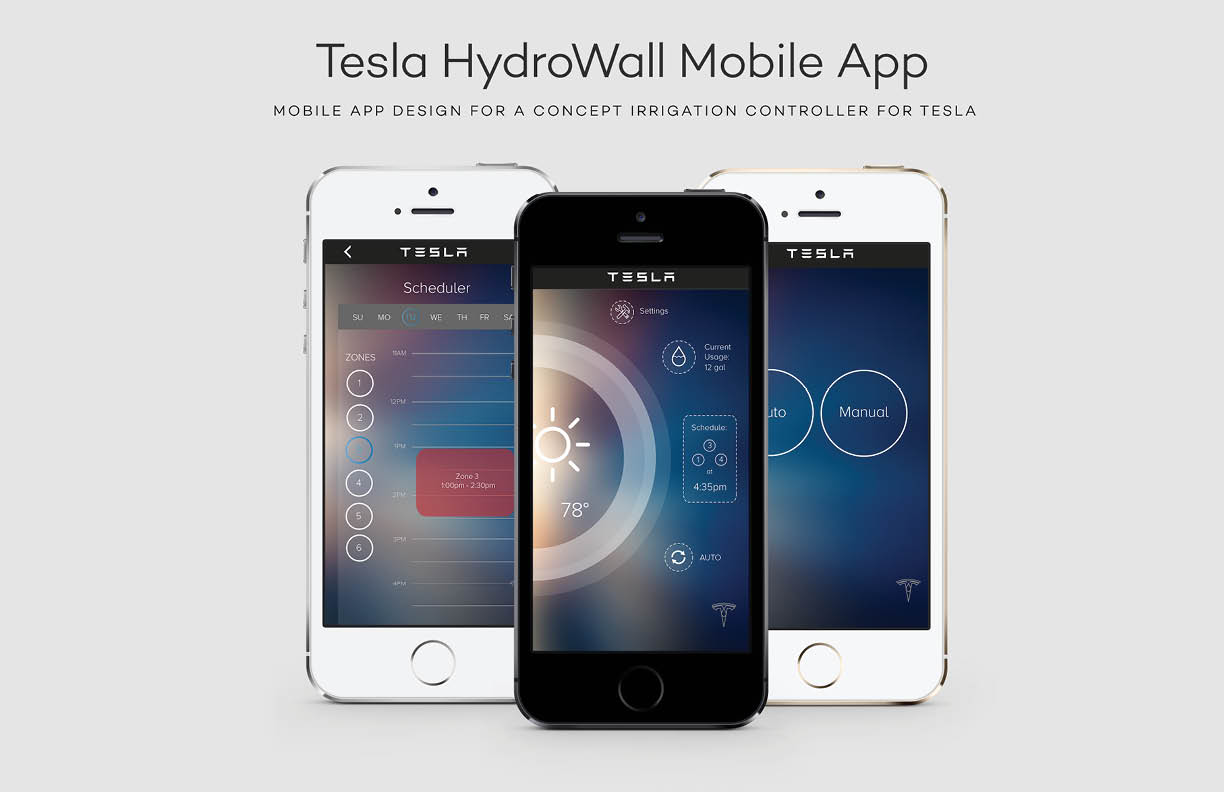 Tesla HydroWall Mobile App
MOBILE APP DESIGN FOR A CONCEPT IRRIGATION CONTROLLER FOR TESLA
TESLA
Scheduler
SU MO TU WE TH FR SA
ZONES
1
2
4
5
6
11AM
12PM
1PM
2PM
3PM
4PM
Zone 3
1:00pm - 2:30pm
TESLA
Settings
Current
Usage:
12 gal
78°
Schedule:
3
1 4
at
4:35pm
AUTO
TESLA
uto
Manual